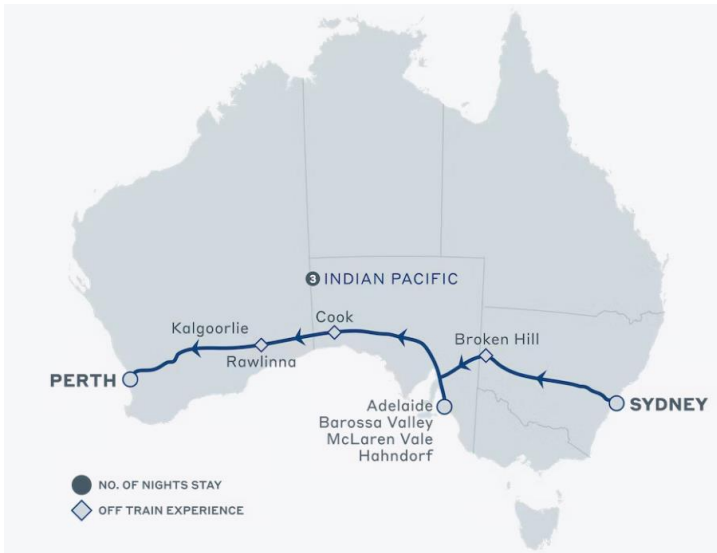 3 INDIAN PACIFIC
Cook
Kalgoorlie
Broken Hill
Rawlinna
PERTH
Adelaide
SYDNEY
Barossa Valley
McLaren Vale
Hahndorf
NO. OF NIGHTS STAY
OFF TRAIN EXPERIENCE